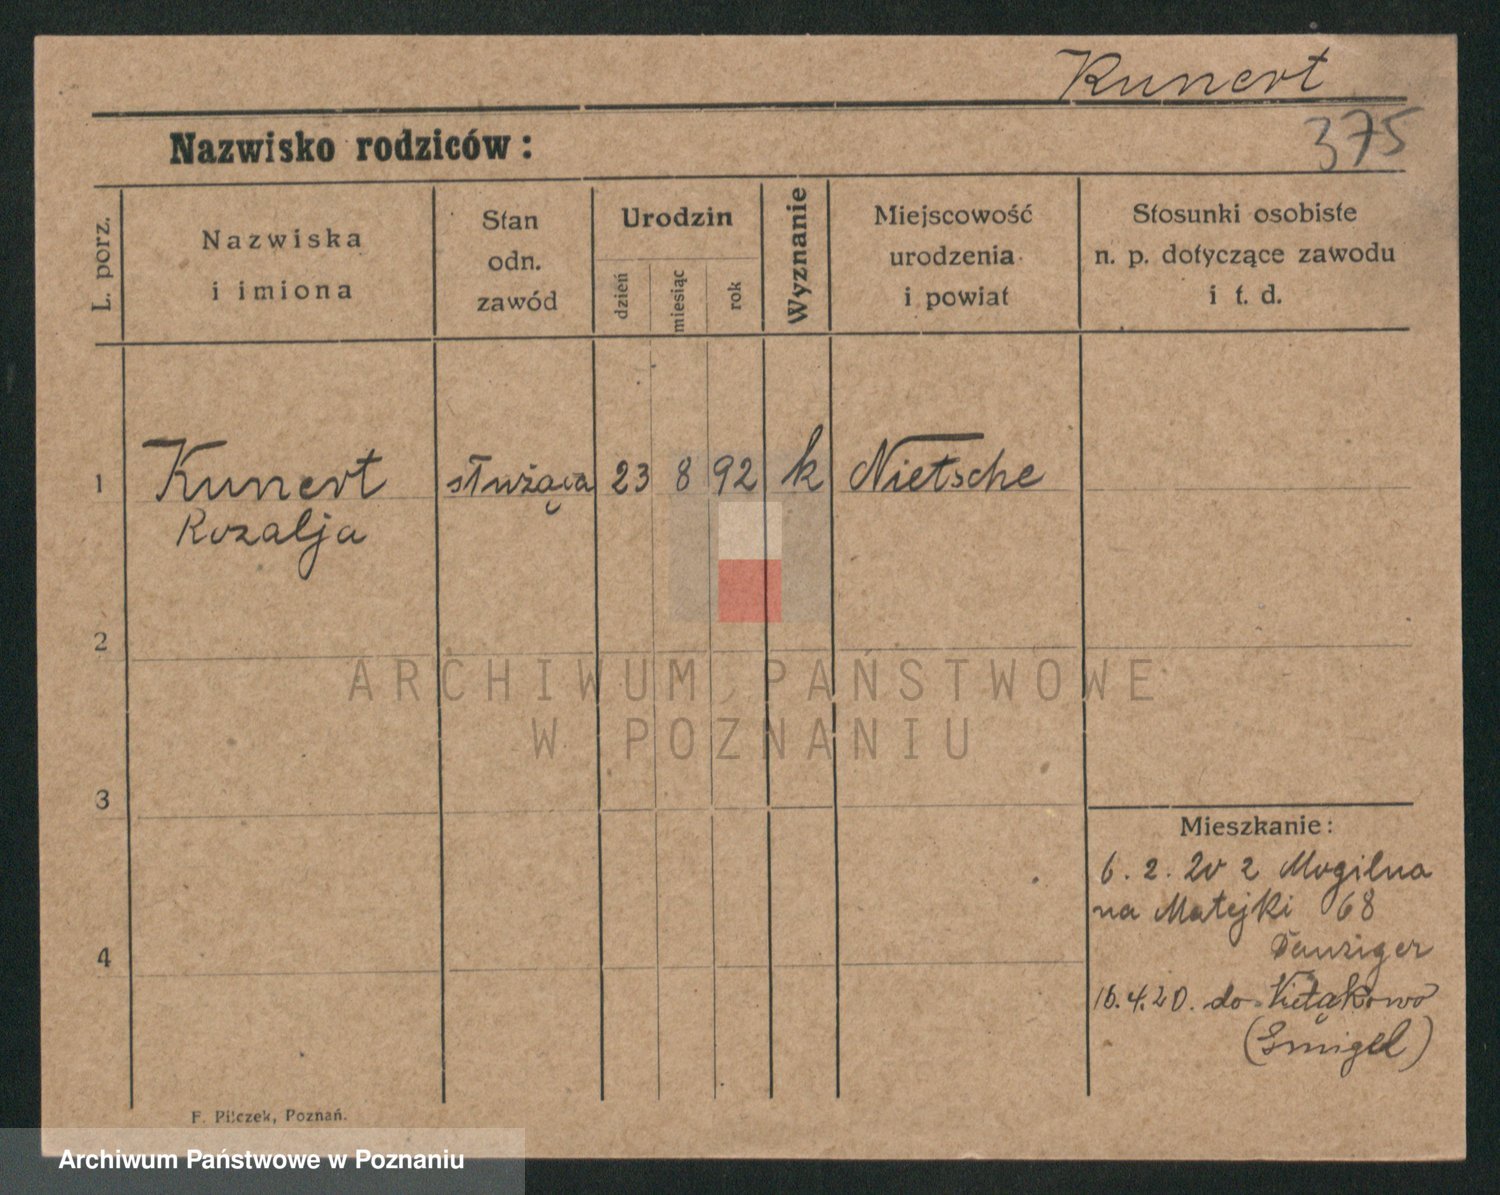 Kunert
375
Nazwisko rodziców:
L. porz.
Nazwiska
i imiona
Stan
odn.
zawód
Urodzin
dzień
miesiąc
rok
Wyznanie
Miejscowość
urodzenia
i powiat
Stosunki osobiste
n. p. dotyczące zawodu
i t. d.
1
Kunert
Rozalja
służąca
23
8
92
k
Nietsche
2
ARCHIWUM PAŃSTWOWE
W POZNANIU
3
Mieszkanie:
6. 2. 20 z Mogilna
na Matejki 68
Danziger
16.4.20. do
(Śmigel)
4
F. Pilczek, Poznań.
Archiwum Państwowe w Poznaniu